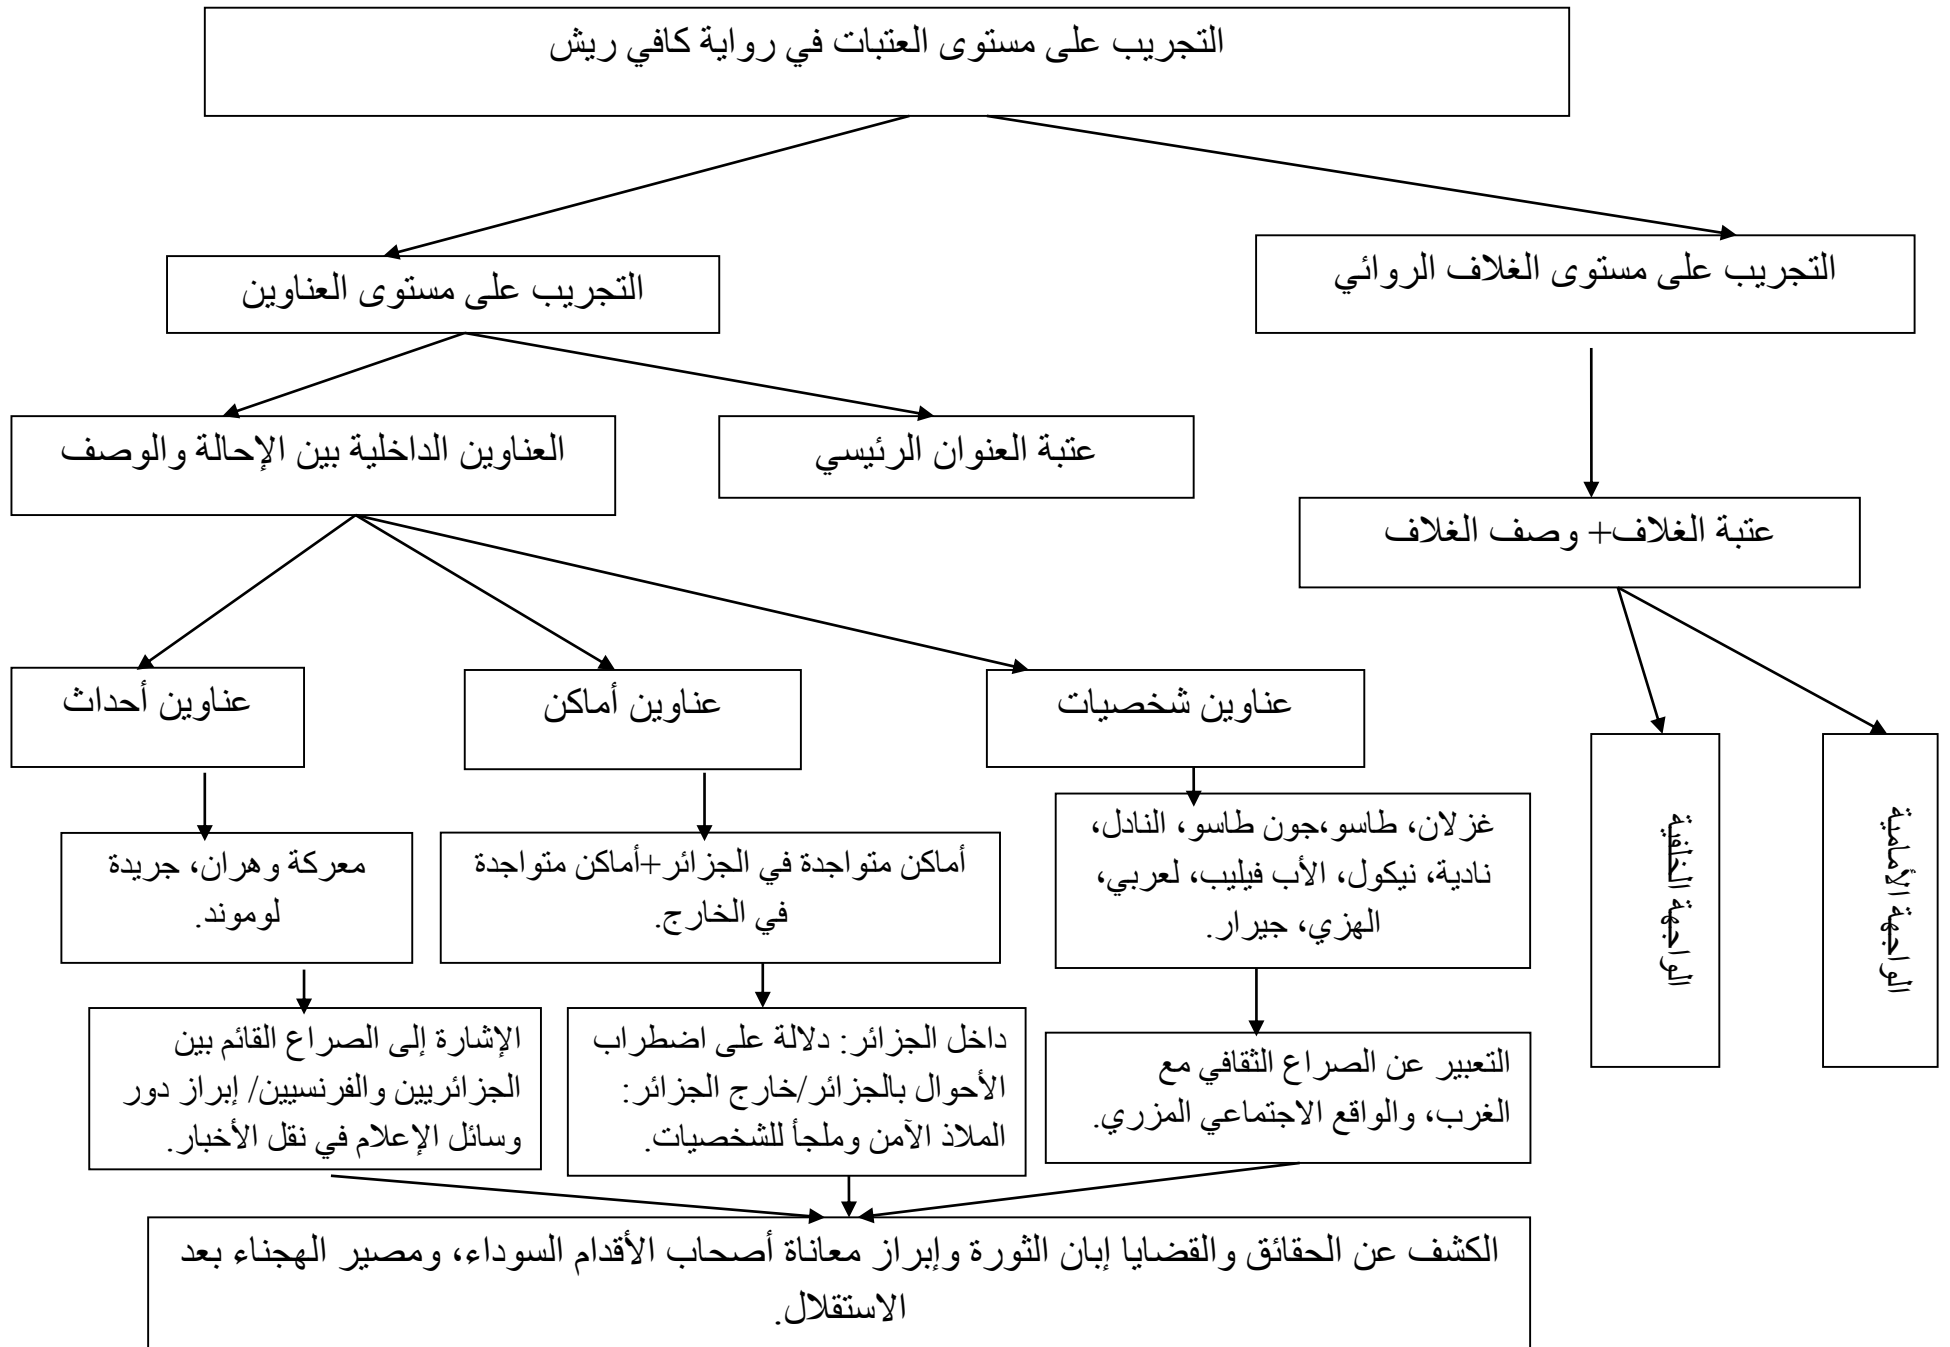 التجريب على مستوى العتبات في رواية كافي ريش
التجريب على مستوى الغلاف الروائي
التجريب على مستوى العناوين
عتبة العنوان الرئيسي
العناوين الداخلية بين الإحالة والوصف
عتبة الغلاف+ وصف الغلاف
عناوين شخصيات
عناوين أماكن
عناوين أحداث
الواجهة الأمامية
الواجهة الخلفية
غزلان، طاسو،جون طاسو، النادل،
نادية، نيكول، الأب فيليب، لعربي،
الهزي، جيرار.
أماكن متواجدة في الجزائر+أماكن متواجدة
في الخارج.
معركة وهران، جريدة
لوموند.
التعبير عن الصراع الثقافي مع
الغرب، والواقع الاجتماعي المزري.
داخل الجزائر: دلالة على اضطراب
الأحوال بالجزائر/خارج الجزائر:
الملاذ الآمن وملجأ للشخصيات.
الإشارة إلى الصراع القائم بين
الجزائريين والفرنسيين/ إبراز دور
وسائل الإعلام في نقل الأخبار.
الكشف عن الحقائق والقضايا إبان الثورة وإبراز معاناة أصحاب الأقدام السوداء، ومصير الهجناء بعد
الاستقلال.